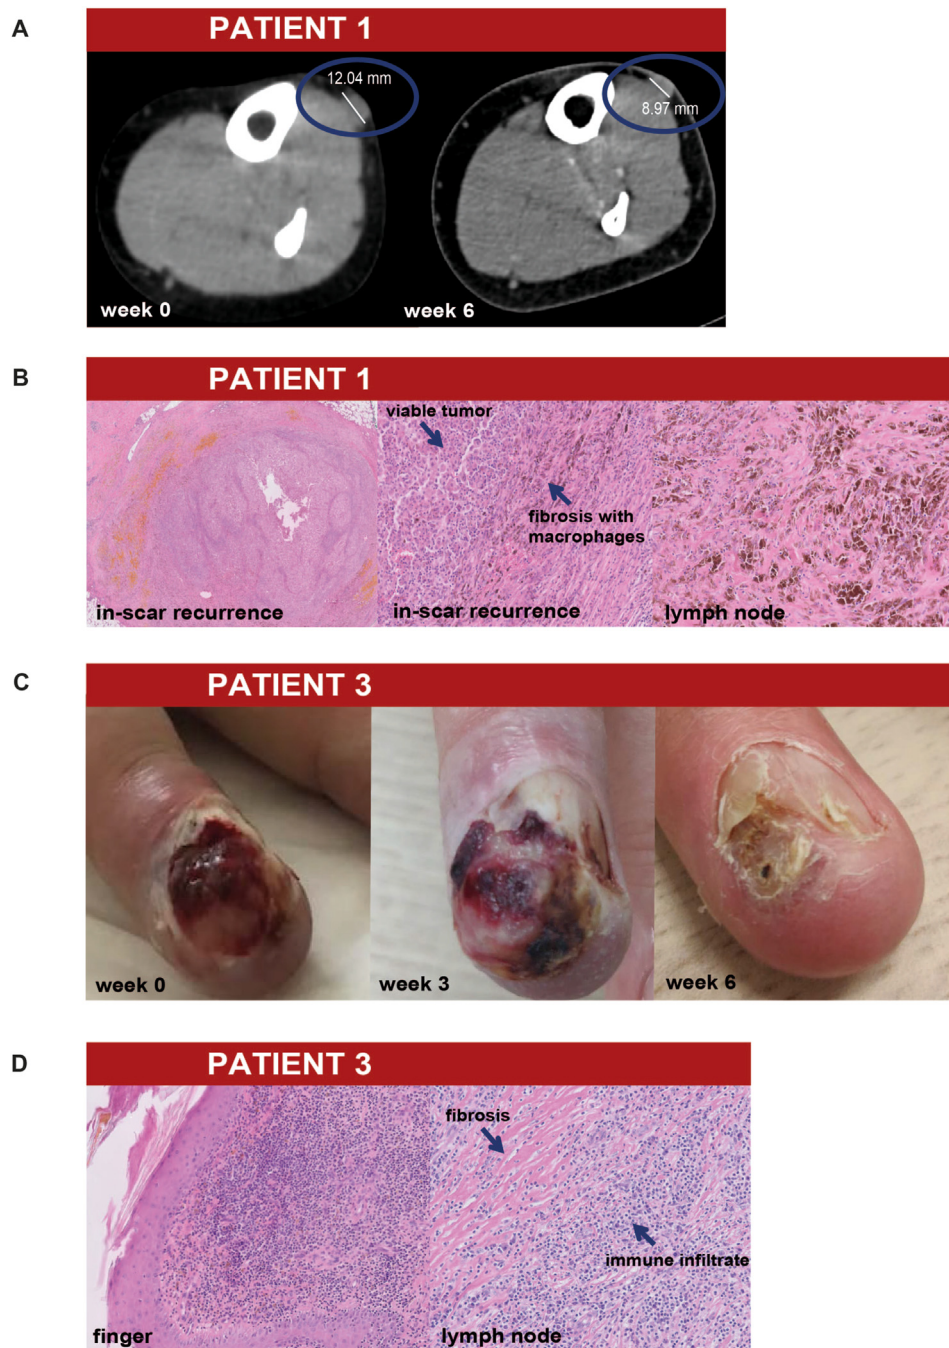 A
PATIENT 1
12.04 mm
8.97 mm
week 0
week 6
B
PATIENT 1
viable tumor
fibrosis with
macrophages
in-scar recurrence
in-scar recurrence
lymph node
C
PATIENT 3
week 0
week 3
week 6
D
PATIENT 3
fibrosis
immune infiltrate
finger
lymph node